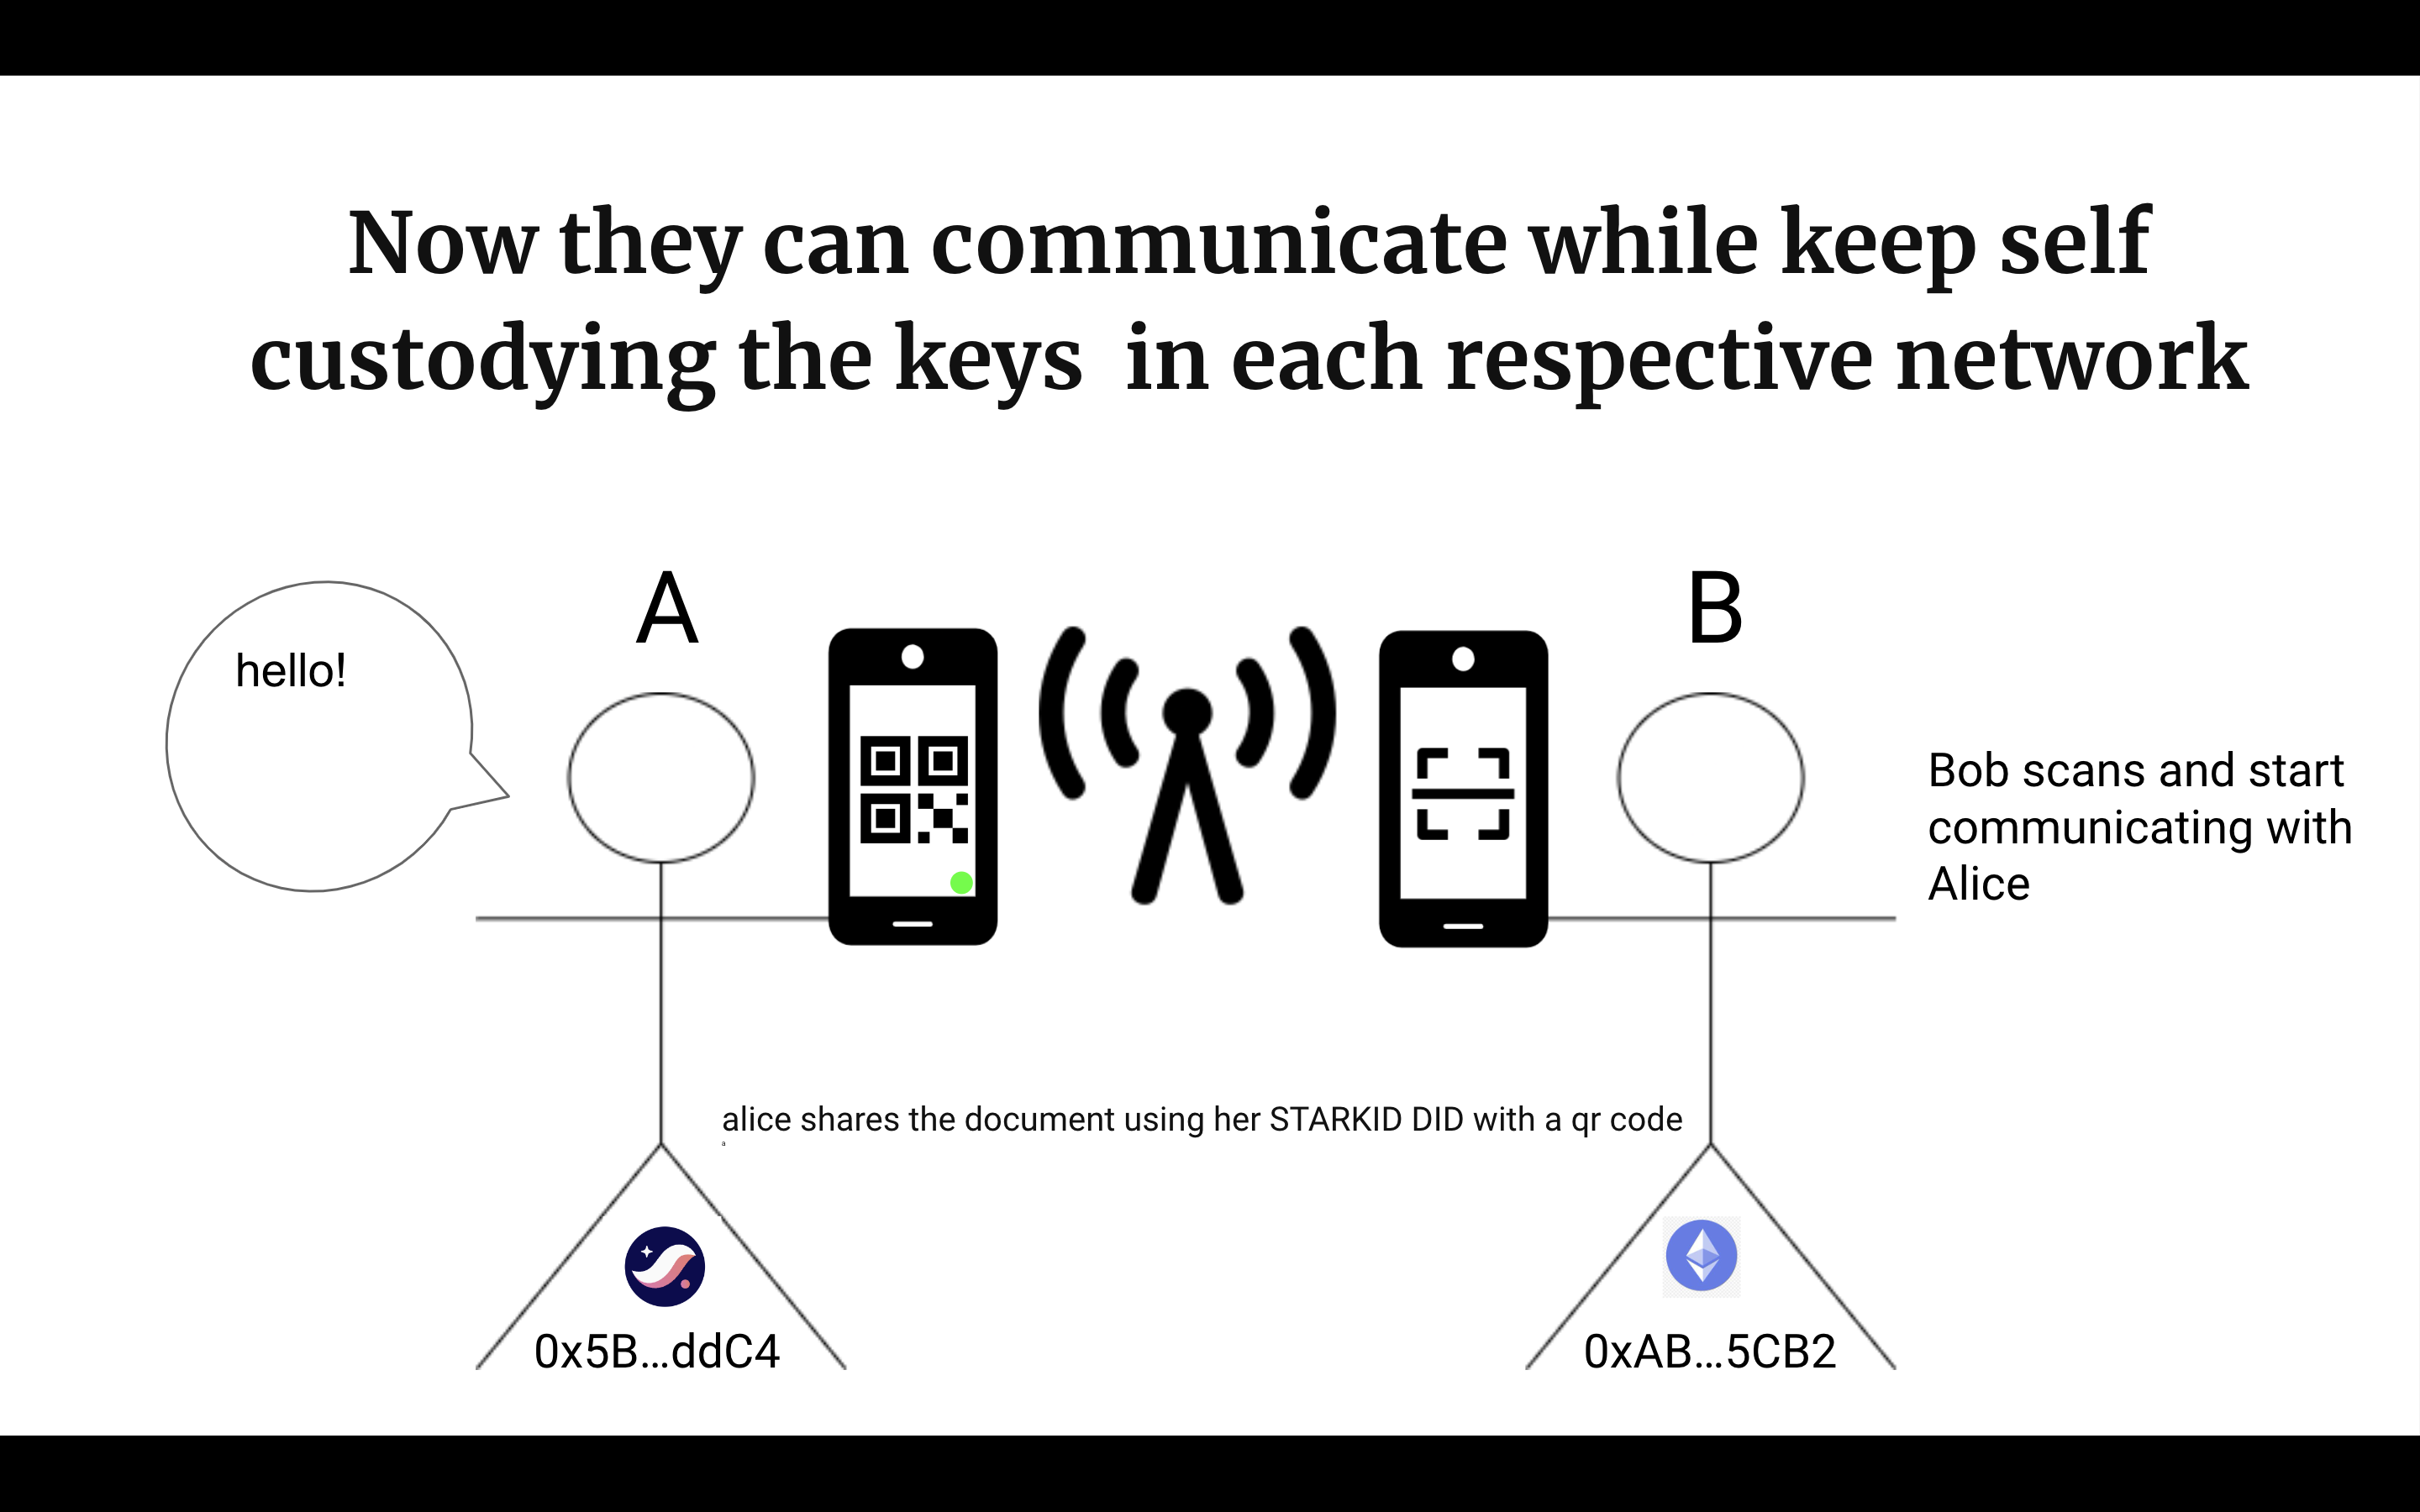 Now they can communicate while keep self
custodying the keys  in each respective network
A
B
hello!
Bob scans and start
communicating with
Alice
alice shares the document using her STARKID DID with a qr code
a
0x5B...ddC4
0xAB...5CB2